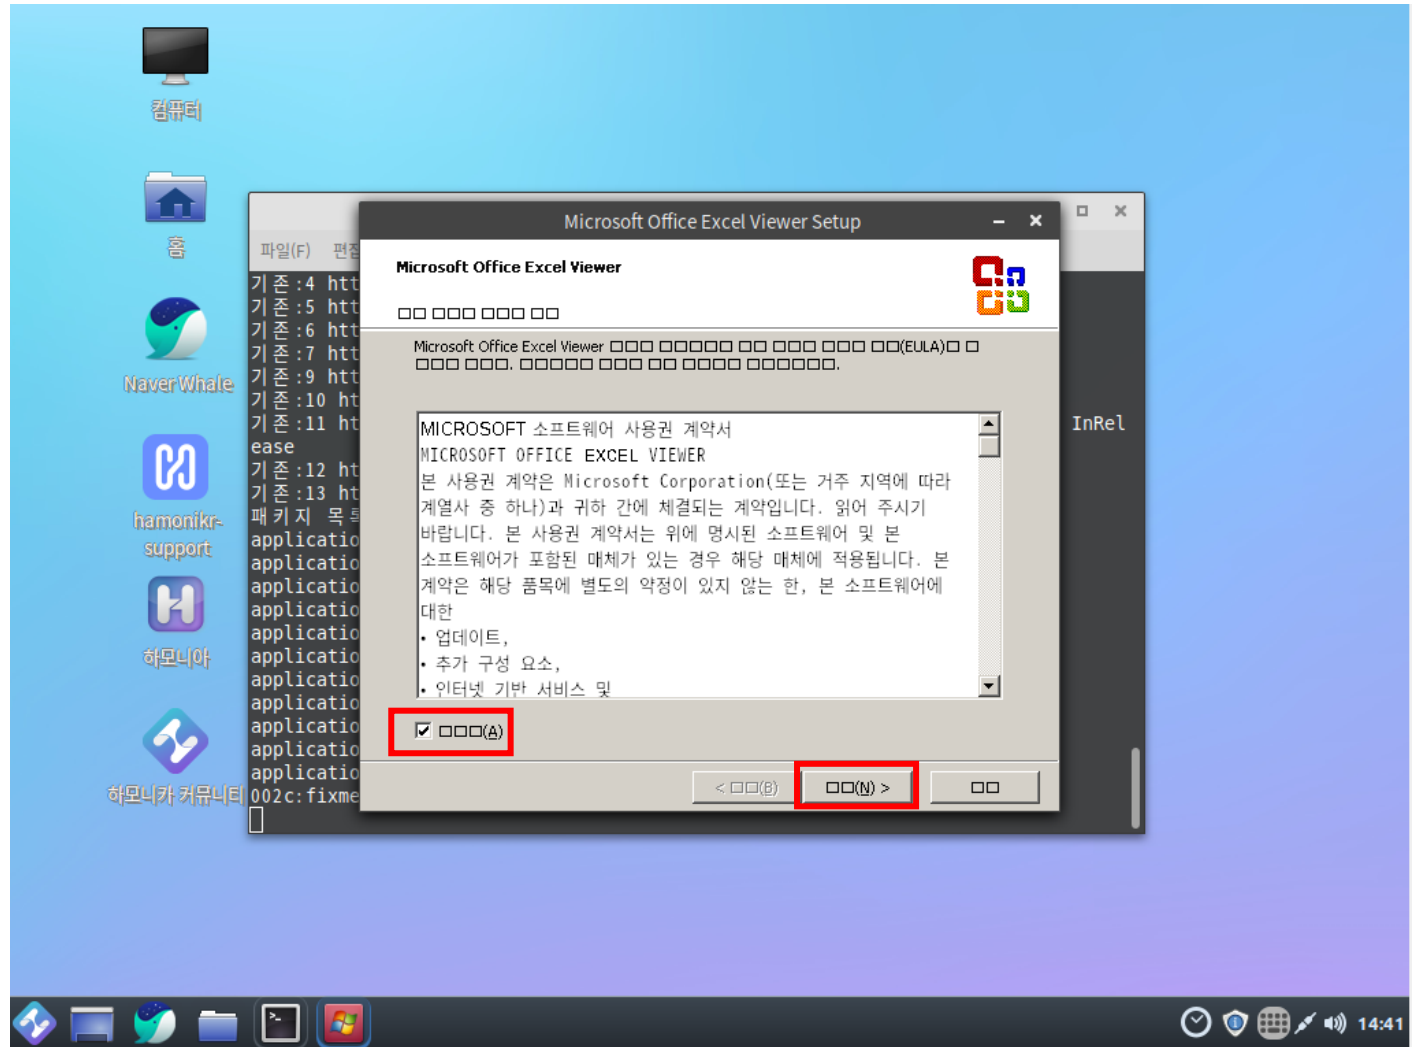 컴퓨터
홈
Naver Whale
hamonikr-
support
하모니아
하모니카 커뮤니티
파일(F) 편집
기존:4 htt
기존:5 htt
기존:6 htt
기존:7 htt
기존:9 htt
기존:10 ht
기존:11 ht InRel
ease
기존:12 ht
기존:13 ht
패키지 목록
applicatio
applicatio
applicatio
applicatio
applicatio
applicatio
applicatio
applicatio
applicatio
applicatio
applicatio
002c:fixme
Microsoft Office Excel Viewer Setup
Microsoft Office Excel Viewer
□□ □□□ □□□ □□
Microsoft Office Excel Viewer □□□ □□□□□ □□ □□□ □□□ □□(EULA)□ □
□□□ □□□. □□□□□ □□□ □□ □□□□ □□□□□□.
MICROSOFT 소프트웨어 사용권 계약서
MICROSOFT OFFICE EXCEL VIEWER
본 사용권 계약은 Microsoft Corporation(또는 거주 지역에 따라
계열사 중 하나)과 귀하 간에 체결되는 계약입니다. 읽어 주시기
바랍니다. 본 사용권 계약서는 위에 명시된 소프트웨어 및 본
소프트웨어가 포함된 매체가 있는 경우 해당 매체에 적용됩니다. 본
계약은 해당 품목에 별도의 약정이 있지 않는 한, 본 소프트웨어에
대한
• 업데이트,
• 추가 구성 요소,
• 인터넷 기반 서비스 및
□□□(A)
< □□(B)
□□(N) >
□□
14:41